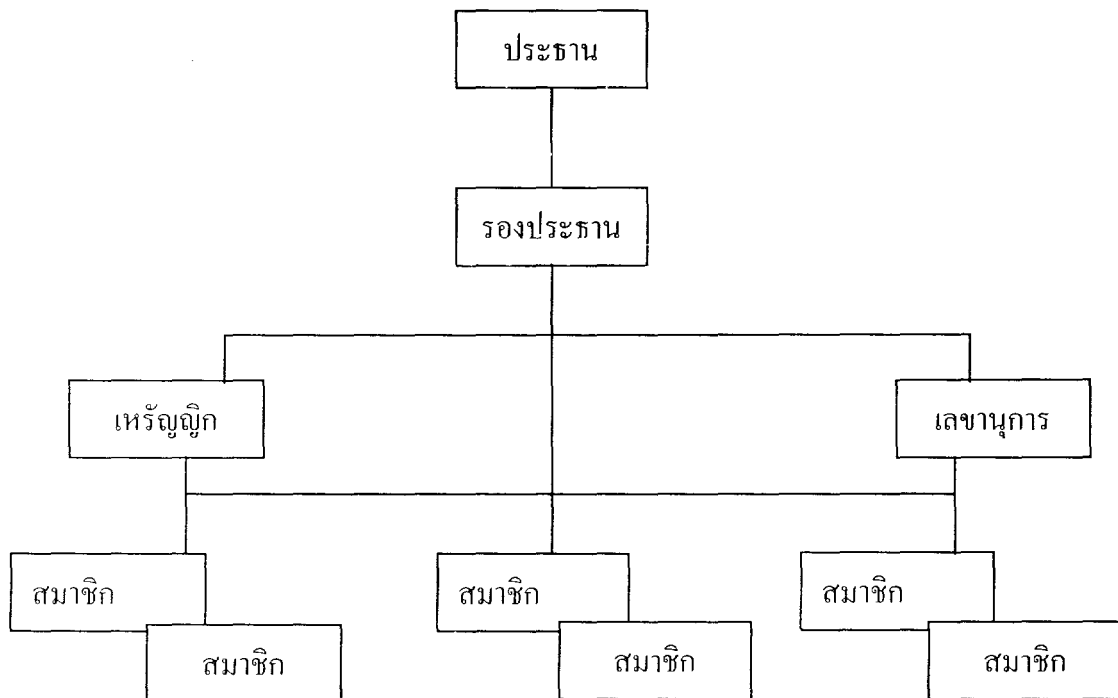 ประธาน
รองประธาน
เหรัญญิก
เลขานุการ
สมาชิก
สมาชิก
สมาชิก
สมาชิก
สมาชิก
สมาชิก